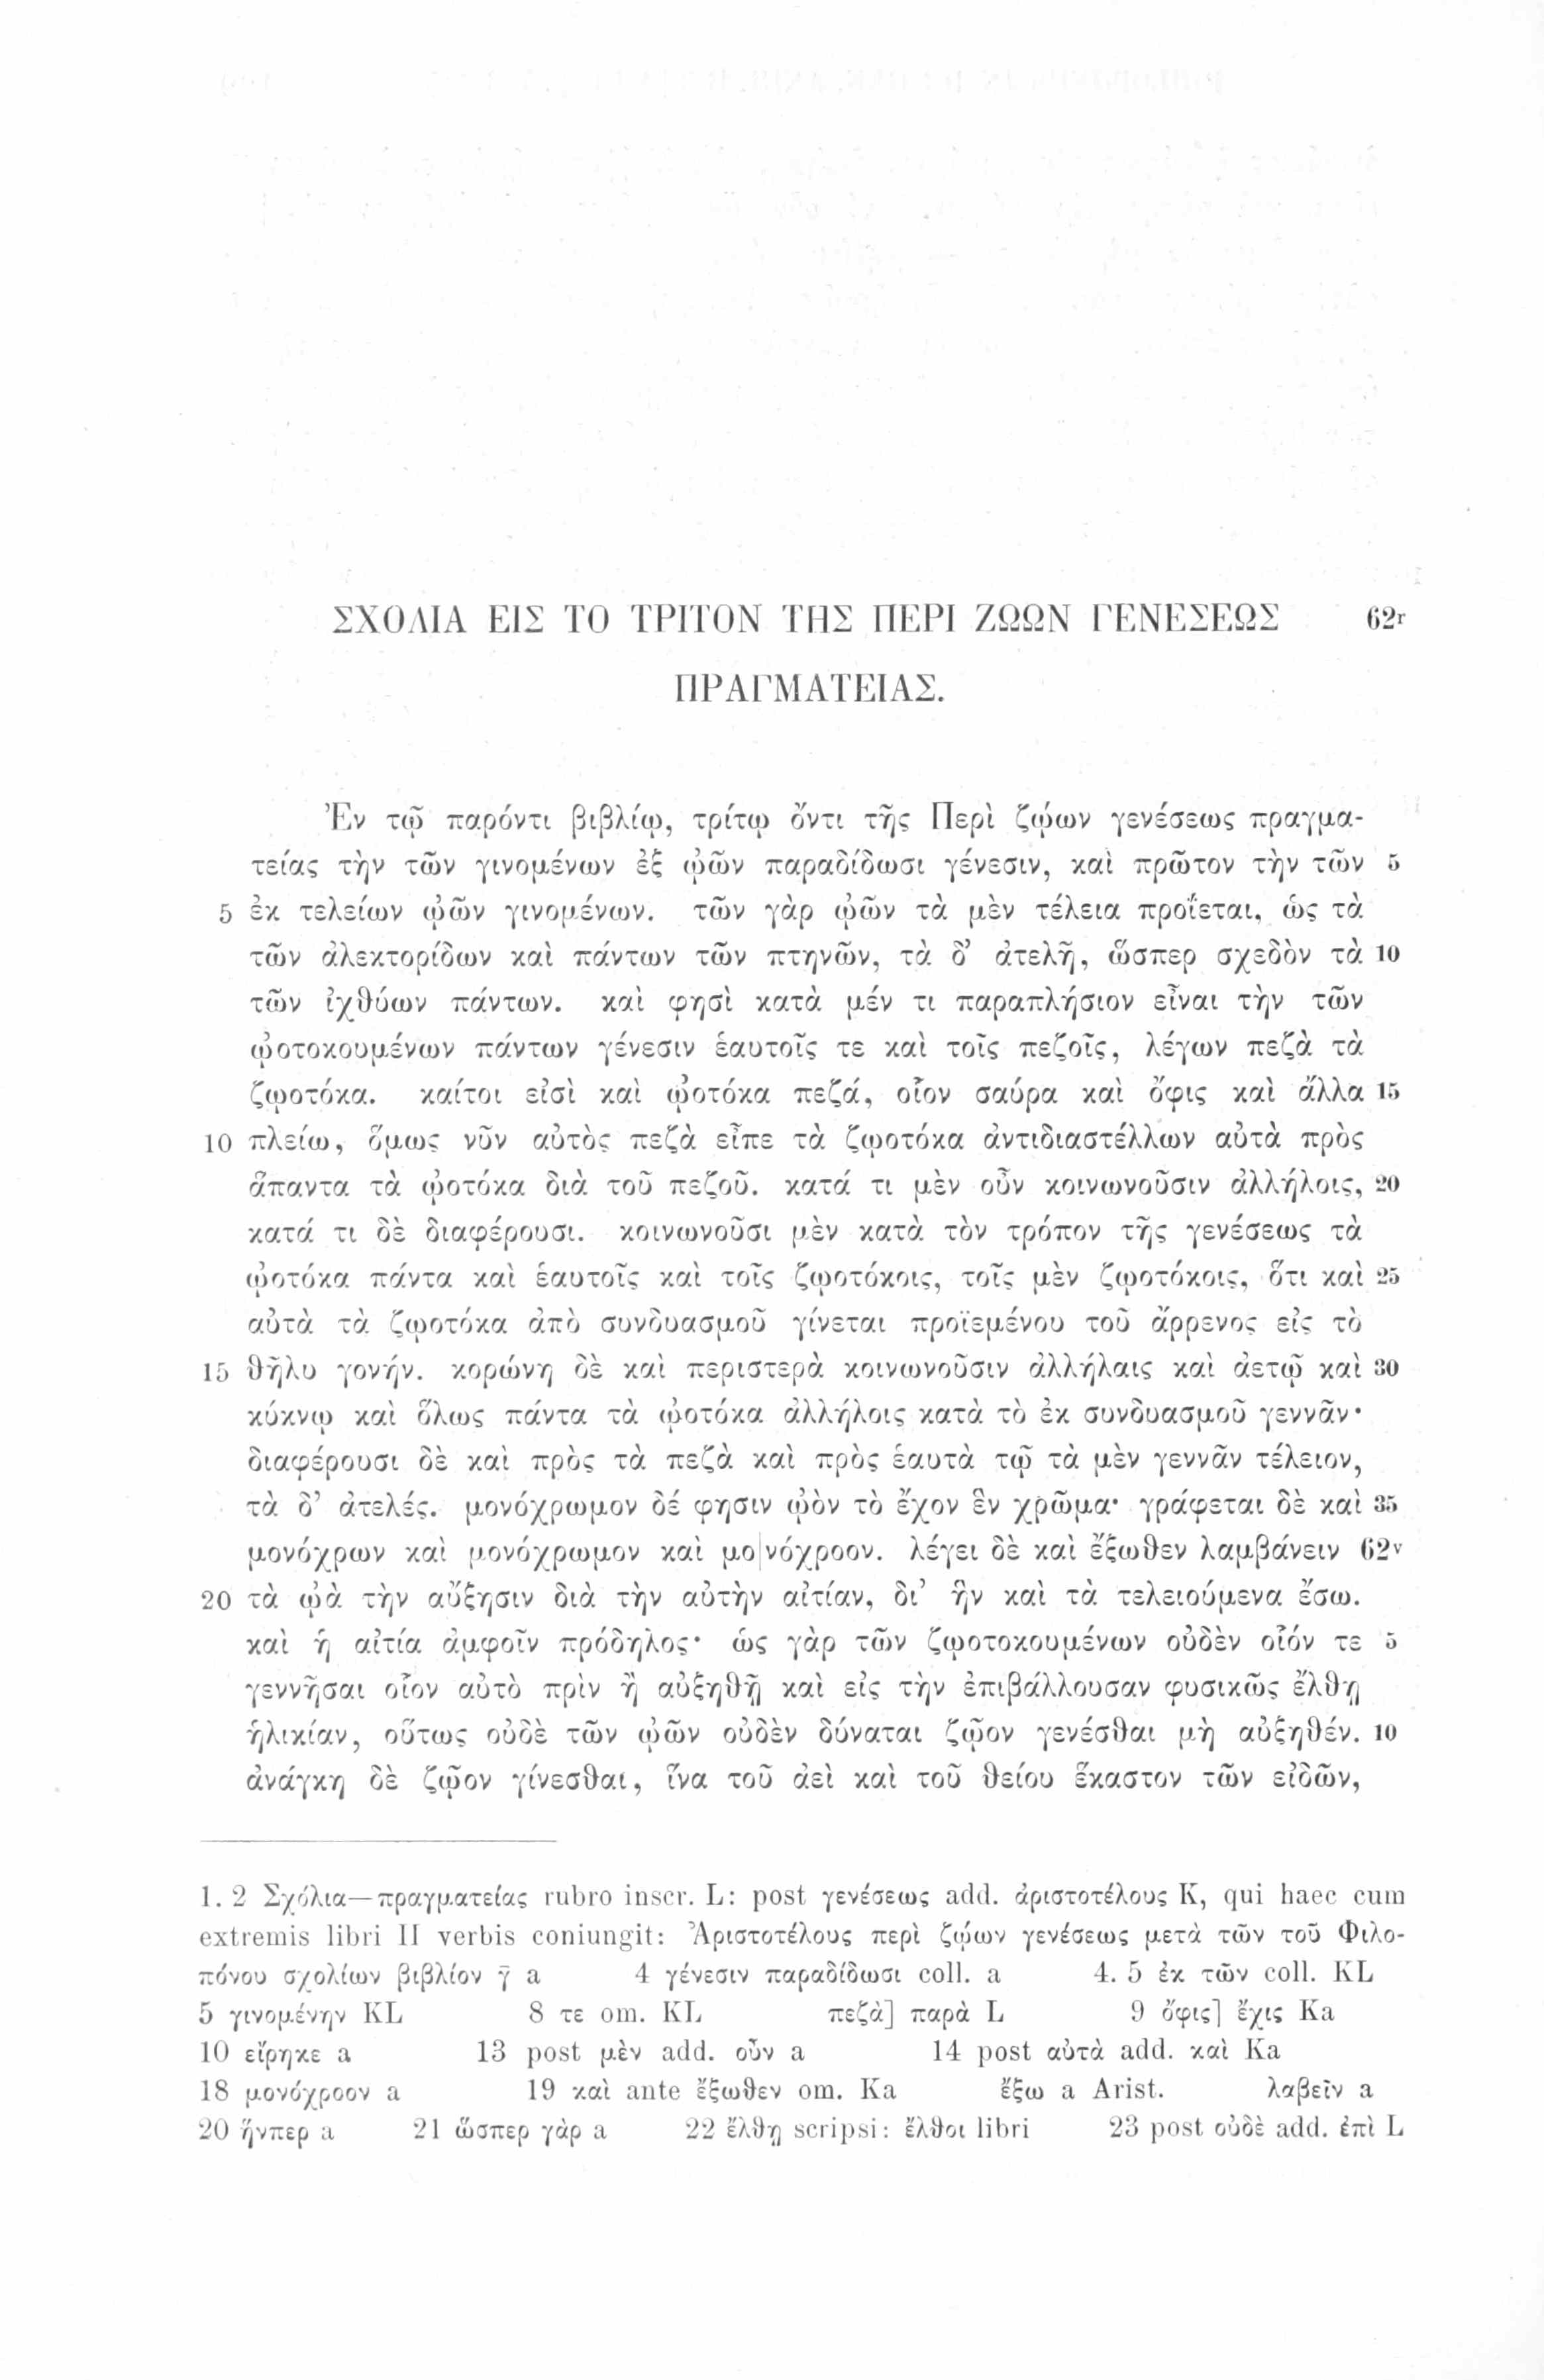 ΣΧΟΛΙΑ ΕΙΣ ΤΟ ΤΡΙΤΟΝ ΤΗΣ ΠΕΡΙ ΖΩΩΝ ΓΕΝΕΣΕΩΣ 62r
ΠΡΑΓΜΑΤΕΙΑΣ.
Ἐν τῷ παρόντι βιβλίῳ, τρίτῳ ὄντι τῆς Περὶ ζῴων γενέσεως πραγμα-
τείας τὴν τῶν γινομένων ἐξ ᾠῶν παραδίδωσι γένεσιν, καὶ πρῶτον τὴν τῶν 5
5 ἐκ τελείων ᾠῶν γινομένων. τῶν γὰρ ᾠῶν τὰ μὲν τέλεια προΐεται, ὡς τὰ
τῶν ἀλεκτορίδων καὶ πάντων τῶν πτηνῶν, τὰ δ’ ἀτελῆ, ὥσπερ σχεδὸν τὰ 10
τῶν ἰχθύων πάντων. καὶ φησὶ κατὰ μέν τι παραπλήσιον εἶναι τὴν τῶν
ᾠοτοκουμένων πάντων γένεσιν ἑαυτοῖς τε καὶ τοῖς πεζοῖς, λέγων πεζὰ τὰ
ζῳοτόκα. καίτοι εἰσὶ καὶ ᾠοτόκα πεζά, οἷον σαύρα καὶ ὄφις καὶ ἄλλα 15
10 πλείω, ὅμως νῦν αὐτὸς πεζὰ εἶπε τὰ ζῳοτόκα ἀντιδιαστέλλων αὐτὰ πρὸς
ἅπαντα τὰ ᾠοτόκα διὰ τοῦ πεζοῦ. κατά τι μὲν οὖν κοινωνοῦσιν ἀλλήλοις, 20
κατά τι δὲ διαφέρουσι. κοινωνοῦσι μὲν κατὰ τὸν τρόπον τῆς γενέσεως τὰ
ᾠοτόκα πάντα καὶ ἑαυτοῖς καὶ τοῖς ζῳοτόκοις, τοῖς μὲν ζῳοτόκοις, ὅτι καὶ 25
αὐτὰ τὰ ζῳοτόκα ἀπὸ συνδυασμοῦ γίνεται προϊεμένου τοῦ ἄρρενος εἰς τὸ
15 θῆλυ γονήν. κορώνη δὲ καὶ περιστερὰ κοινωνοῦσιν ἀλλήλαις καὶ ἀετῷ καὶ 30
κύκνῳ καὶ ὅλως πάντα τὰ ᾠοτόκα ἀλλήλοις κατὰ τὸ ἐκ συνδυασμοῦ γεννᾶν·
διαφέρουσι δὲ καὶ πρὸς τὰ πεζὰ καὶ πρὸς ἑαυτὰ τῷ τὰ μὲν γεννᾶν τέλειον,
τὰ δ’ ἀτελές. μονόχρωμον δέ φησιν ᾠὸν τὸ ἔχον ἓν χρῶμα· γράφεται δὲ καὶ 35
μονόχρων καὶ μονόχρωμον καὶ μο|νόχροον. λέγει δὲ καὶ ἔξωθεν λαμβάνειν 62v
20 τὰ ᾠὰ τὴν αὔξησιν διὰ τὴν αὐτὴν αἰτίαν, δι’ ἣν καὶ τὰ τελειούμενα ἔσω.
καὶ ἡ αἰτία ἀμφοῖν πρόδηλος· ὡς γὰρ τῶν ζῳοτοκουμένων οὐδὲν οἷόν τε 5
γεννῆσαι οἷον αὐτὸ πρὶν ἢ αὐξηθῇ καὶ εἰς τὴν ἐπιβάλλουσαν φυσικῶς ἔλθῃ
ἡλικίαν, οὕτως οὐδὲ τῶν ᾠῶν οὐδὲν δύναται ζῷον γενέσθαι μὴ αὐξηθέν. 10
ἀνάγκη δὲ ζῷον γίνεσθαι, ἵνα τοῦ ἀεὶ καὶ τοῦ θείου ἕκαστον τῶν εἰδῶν,
1. 2 Σχόλια—πραγματείας rubro inscr. L: post γενέσεως add. ἀριστοτέλους K, qui haec cum
extremis libri II verbis coniungit: Ἀριστοτέλους περὶ ζῴων γενέσεως μετὰ τῶν τοῦ Φιλο-
πόνου σχολίων βιβλίον γ̄ a 4 γένεσιν παραδίδωσι coll. a 4. 5 ἐκ τῶν coll. KL
5 γινομένην KL 8 τε om. KL πεζὰ] παρὰ L 9 ὄφις] ἔχις Ka
10 εἴρηκε a 13 post μὲν add. οὖν a 14 post αὐτὰ add. καὶ Ka
18 μονόχροον a 19 καὶ ante ἔξωθεν om. Ka ἔξω a Arist. λαβεῖν a
20 ἥνπερ a 21 ὥσπερ γὰρ a 22 ἔλθῃ scripsi: ἔλθοι libri 23 post οὐδὲ add. ἐπὶ L